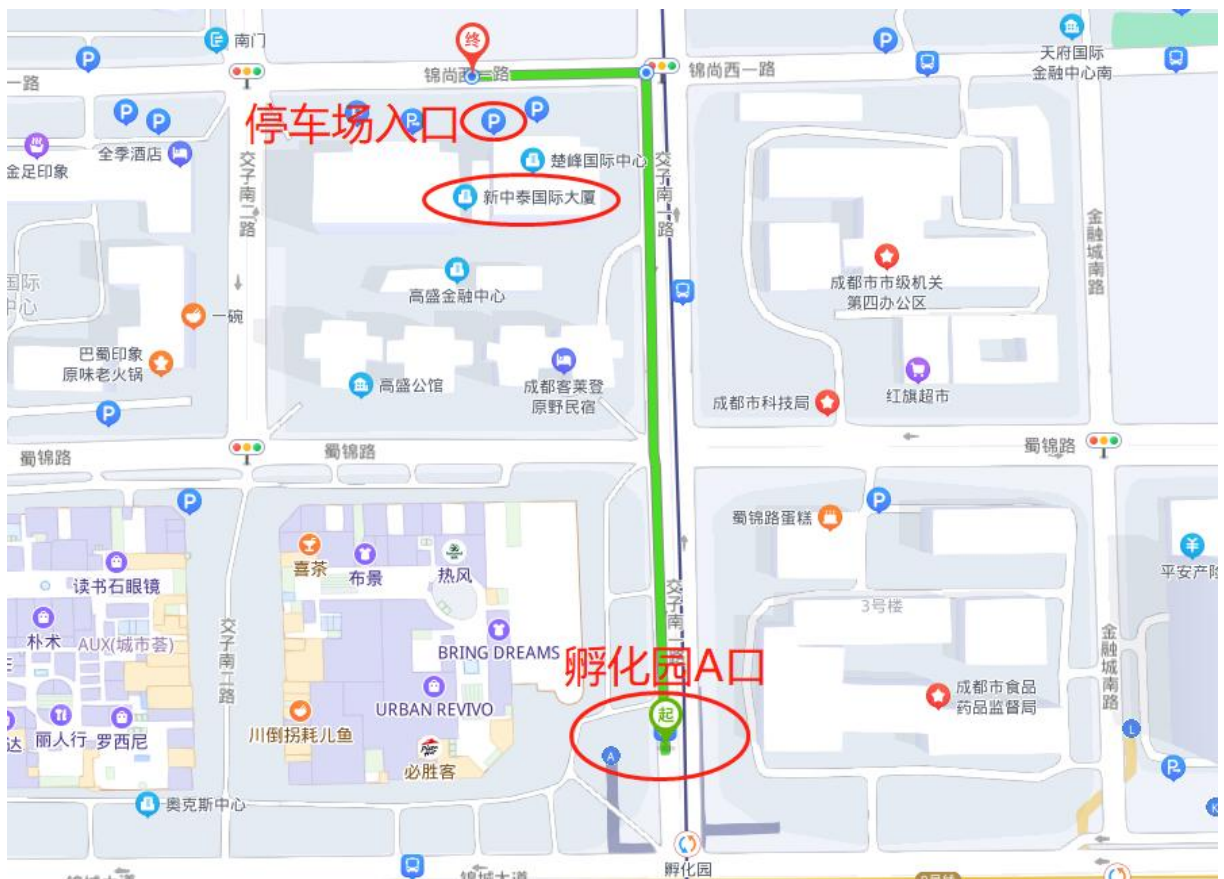 南门
天府国际
金融中心南
一路
锦尚西一路
终
锦尚西一路
停车场入口
P
全季酒店
金足印象
楚峰国际中心
新中泰国际大厦
交子南二路
交子南一路
金融城南路
国际
中心
高盛金融中心
成都市市级机关
第四办公区
一碗
巴蜀印象
原味老火锅
高盛公馆
成都客莱登
原野民宿
成都市科技局
红旗超市
蜀锦路
蜀锦路
蜀锦路
蜀锦路蛋糕
喜茶
布景
热风
平安产险
读书石眼镜
3号楼
朴术
AUX(城市荟)
交子南二路
BRING DREAMS
交子南一路
金融城南路
孵化园A口
URBAN REVIVO
起
成都市食品
药品监督局
丽人行
罗西尼
达
川倒拐耗儿鱼
必胜客
A
L
K
奥克斯中心
孵化园
锦城大道
锦城大道